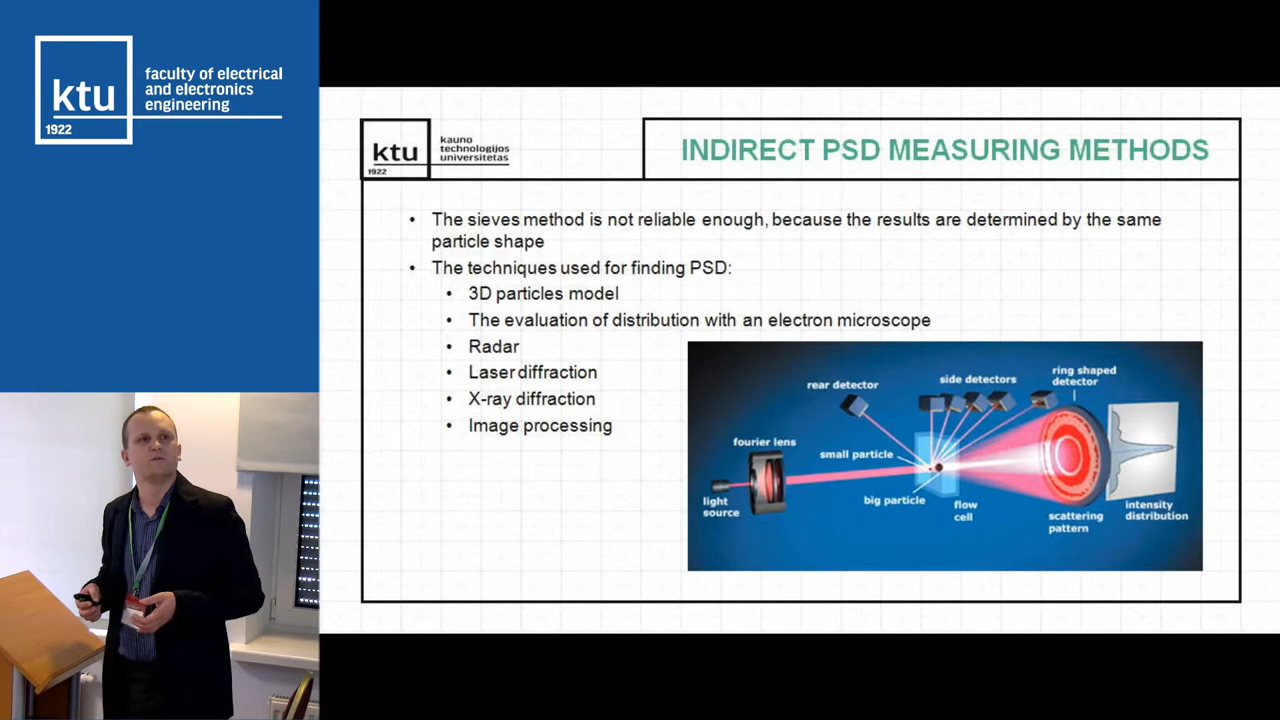 ktu
1922
faculty of electrical
and electronics
engineering
ktu
1922
kauno
technologijos
universitetas
INDIRECT PSD MEASURING METHODS
• The sieves method is not reliable enough, because the results are determined by the same
particle shape
• The techniques used for finding PSD:
• 3D particles model
• The evaluation of distribution with an electron microscope
• Radar
• Laser diffraction
• X-ray diffraction
• Image processing
rear detector
side detectors
ring shaped
detector
fourier lens
small particle
light
source
big particle
flow
cell
scattering
pattern
intensity
distribution